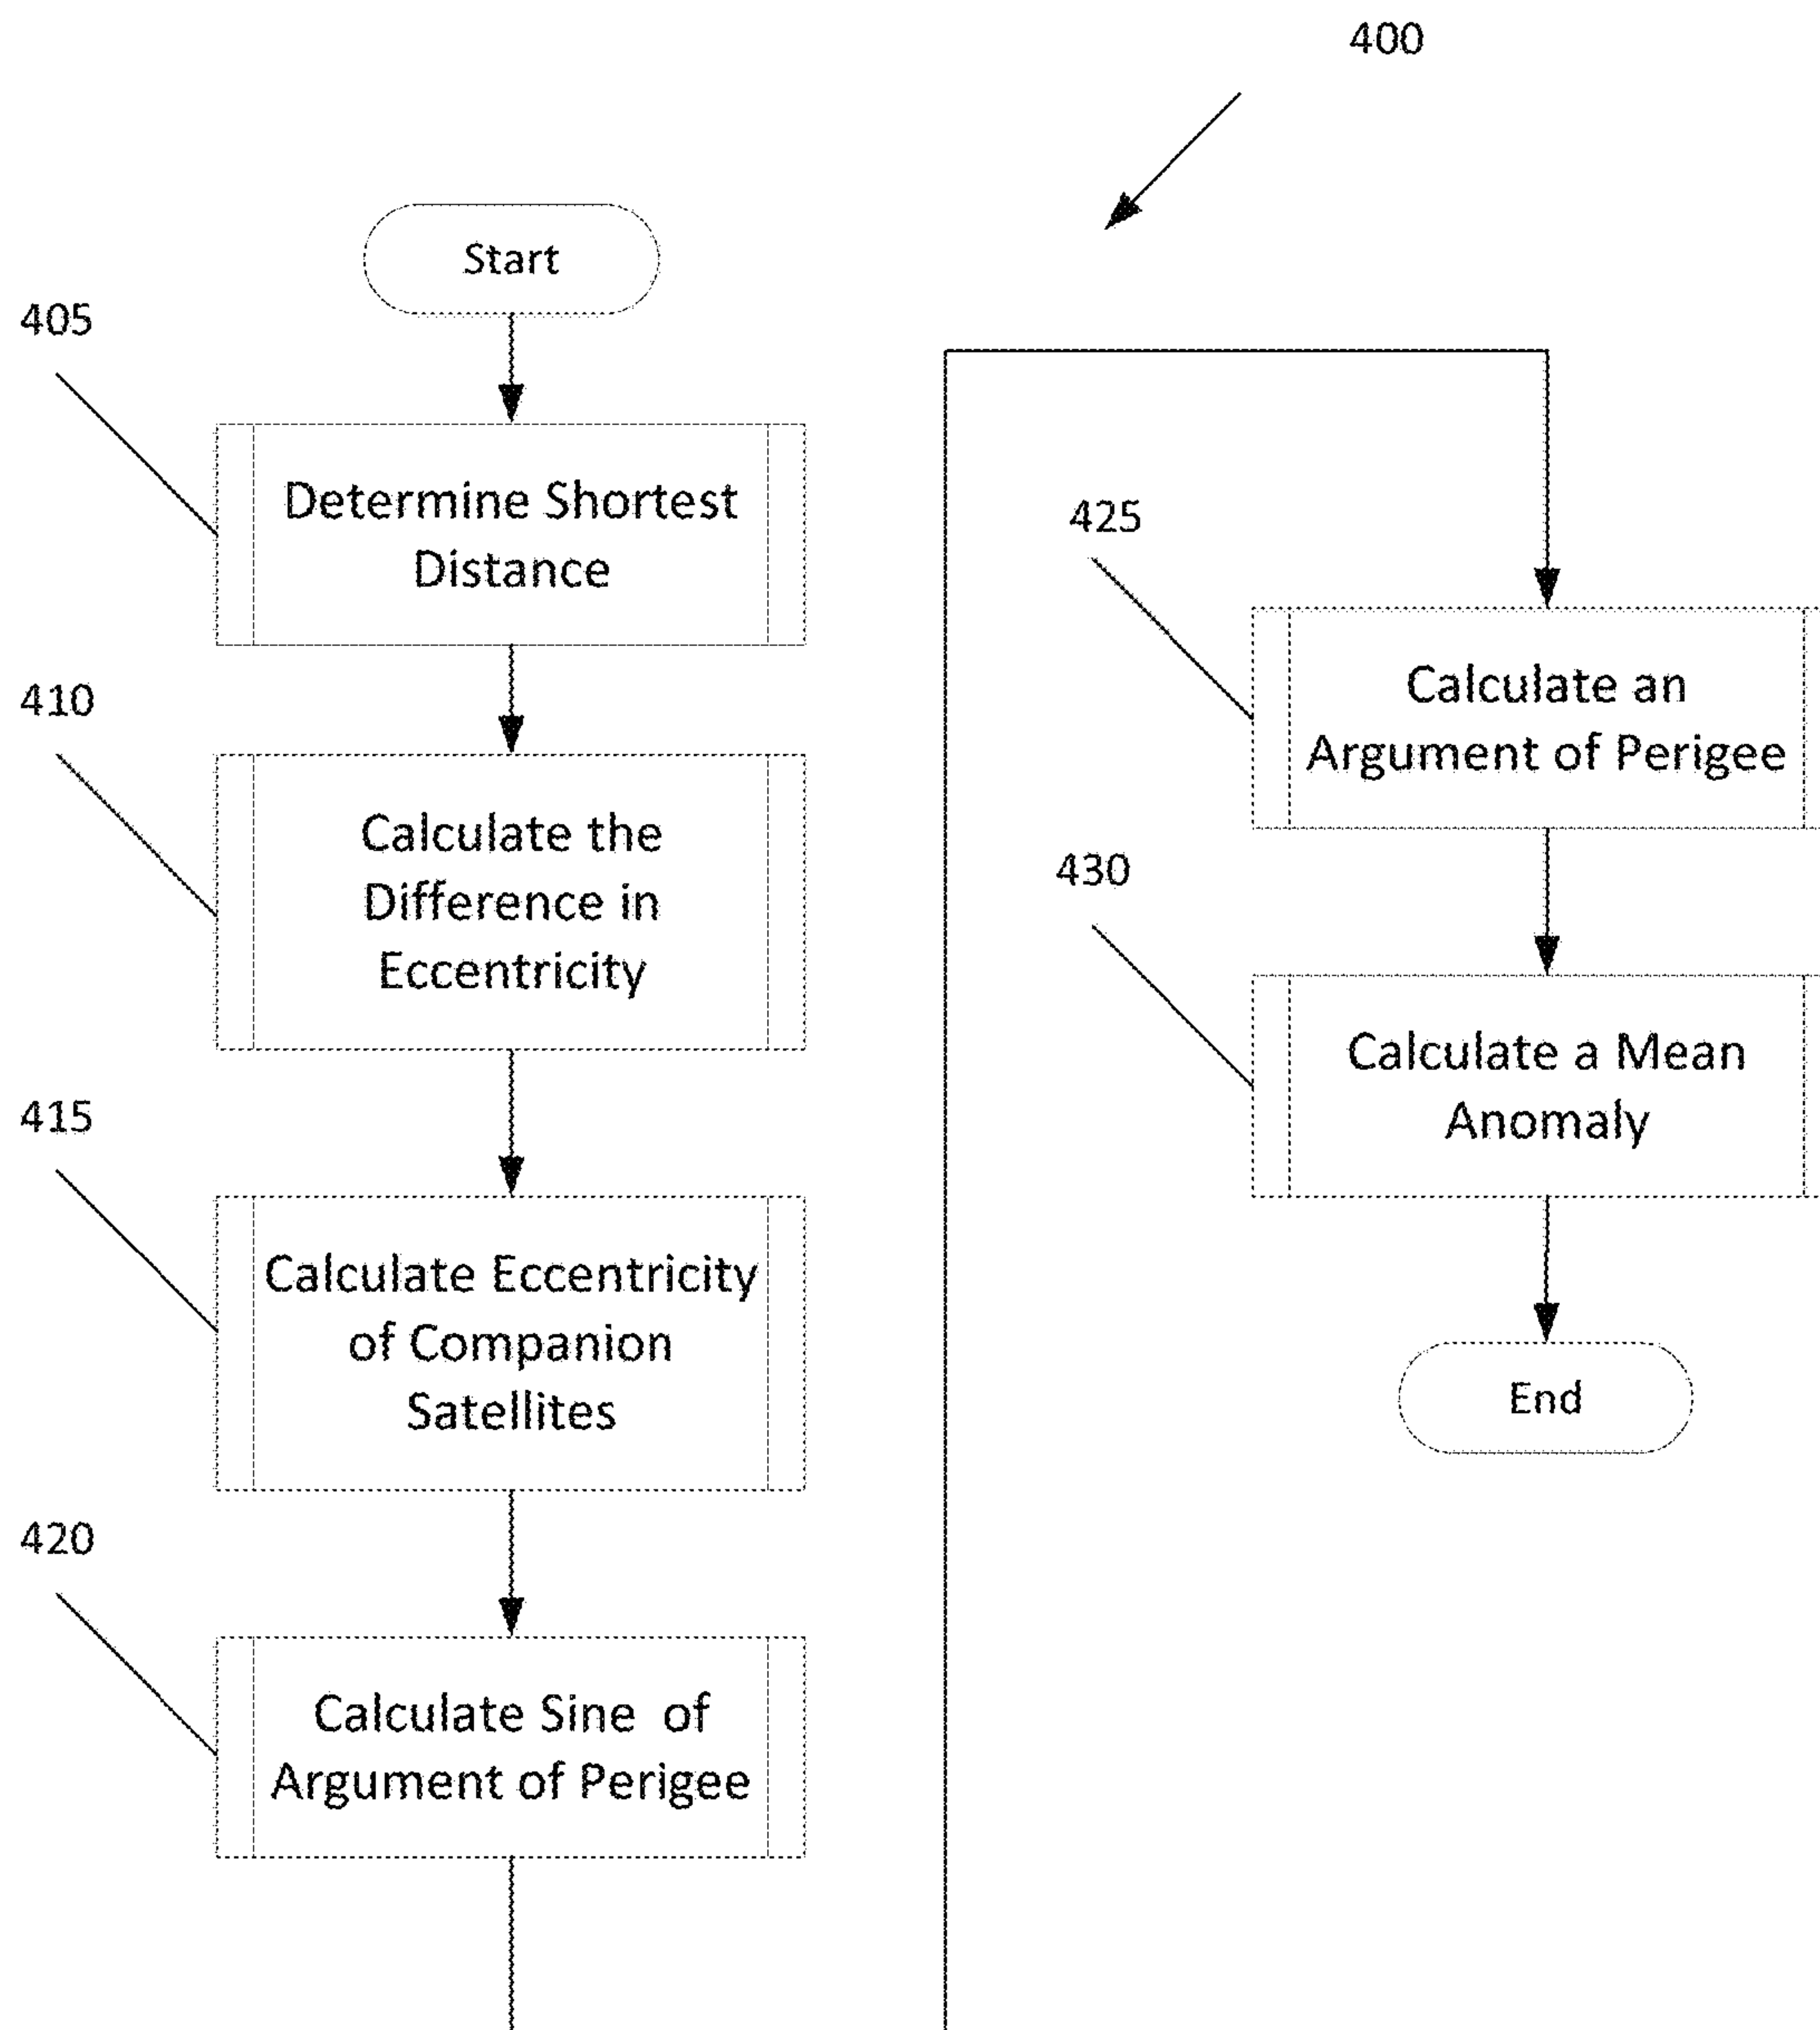 400
Start
405
Determine Shortest
Distance
410
Calculate the
Difference in
Eccentricity
415
Calculate Eccentricity
of Companion
Satellites
420
Calculate Sine of
Argument of Perigee
425
Calculate an
Argument of Perigee
430
Calculate a Mean
Anomaly
End